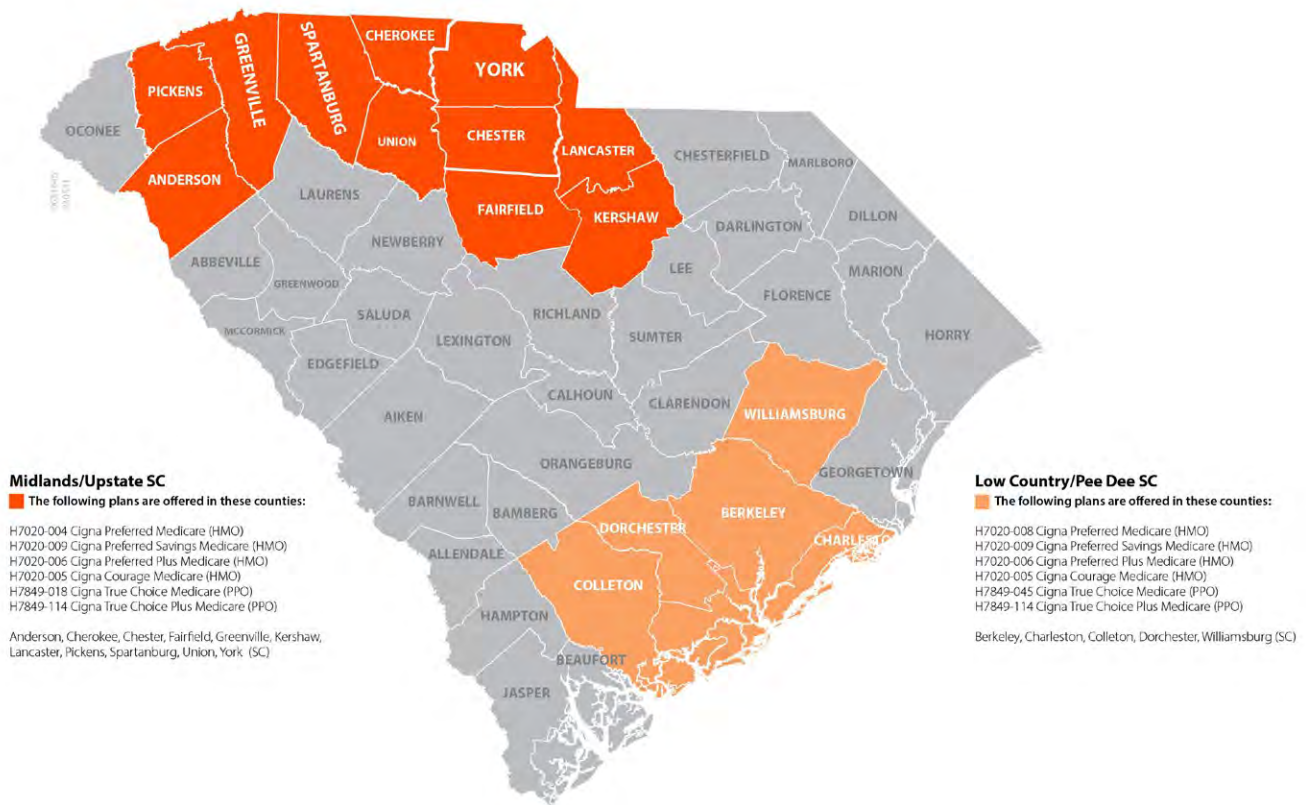 CHEROKEE
SPARTANBURG
GREENVILLE
YORK
PICKENS
OCONEE
UNION
CHESTER
LANCASTER
CHESTERFIELD
MARLBORO
ANDERSON
LAURENS
FAIRFIELD
KERSHAW
DARLINGTON
DILLON
NEWBERRY
ABBEVILLE
GREENWOOD
LEE
MARION
FLORENCE
SALUDA
RICHLAND
MCCORMICK
LEXINGTON
SUMTER
HORRY
EDGEFIELD
CALHOUN
CLARENDON
AIKEN
WILLIAMSBURG
ORANGEBURG
GEORGETOWN
BARNWELL
BAMBERG
DORCHESTER
BERKELEY
CHARLESTO
ALLENDALE
COLLETON
HAMPTON
BEAUFORT
JASPER
Midlands/Upstate SC
The following plans are offered in these counties:
H7020-004 Cigna Preferred Medicare (HMO)
H7020-009 Cigna Preferred Savings Medicare (HMO)
H7020-006 Cigna Preferred Plus Medicare (HMO)
H7020-005 Cigna Courage Medicare (HMO)
H7849-018 Cigna True Choice Medicare (PPO)
H7849-114 Cigna True Choice Plus Medicare (PPO)
Anderson, Cherokee, Chester, Fairfield, Greenville, Kershaw,
Lancaster, Pickens, Spartanburg, Union, York (SC)
Low Country/Pee Dee SC
The following plans are offered in these counties:
H7020-008 Cigna Preferred Medicare (HMO)
H7020-009 Cigna Preferred Savings Medicare (HMO)
H7020-006 Cigna Preferred Plus Medicare (HMO)
H7020-005 Cigna Courage Medicare (HMO)
H7849-045 Cigna True Choice Medicare (PPO)
H7849-114 Cigna True Choice Plus Medicare (PPO)
Berkeley, Charleston, Colleton, Dorchester, Williamsburg (SC)